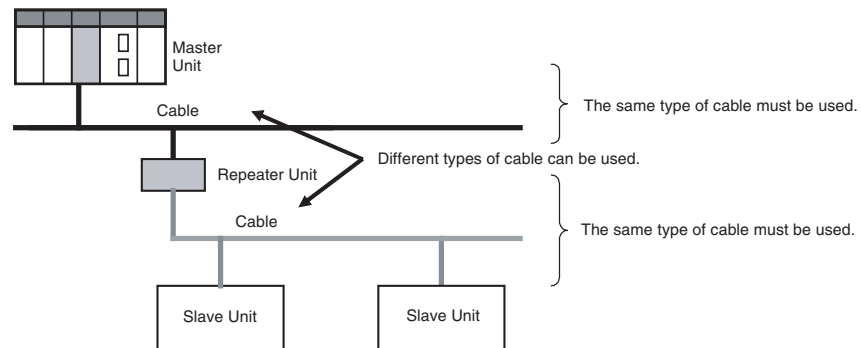 Master
Unit
Cable
The same type of cable must be used.
Different types of cable can be used.
Repeater Unit
Cable
The same type of cable must be used.
Slave Unit
Slave Unit